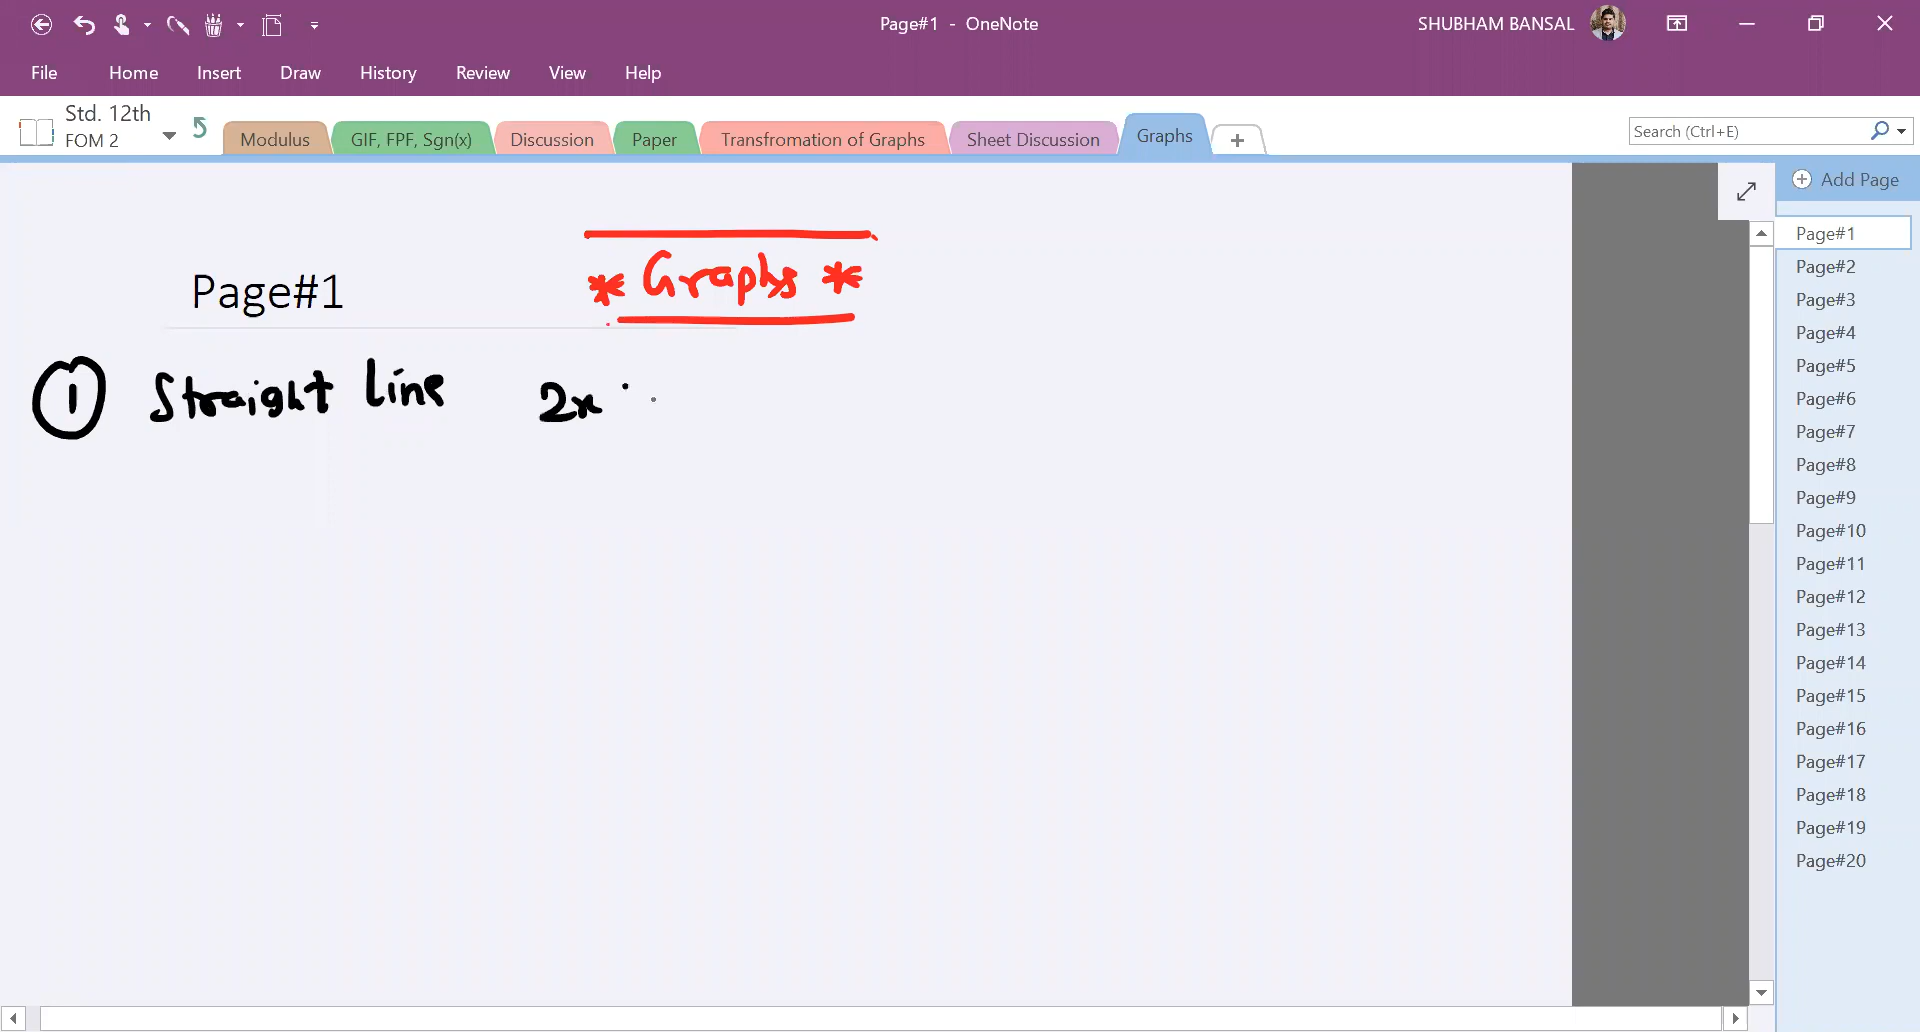 Page#1 - OneNote
SHUBHAM BANSAL
File Home Insert Draw History Review View Help
Std. 12th
FOM 2
Modulus GIF, FPF, Sgn(x) Discussion Paper Transfromation of Graphs Sheet Discussion Graphs
Search (Ctrl+E)
Add Page
* Graphs *
Page#1
① Straight line 2x
Page#1
Page#2
Page#3
Page#4
Page#5
Page#6
Page#7
Page#8
Page#9
Page#10
Page#11
Page#12
Page#13
Page#14
Page#15
Page#16
Page#17
Page#18
Page#19
Page#20